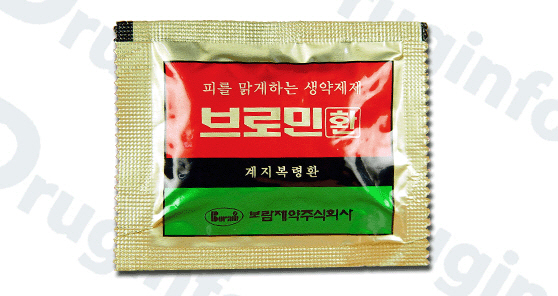 피를 맑게하는 생약제제
브로민환
계지복령환
Boram 보람제약주식회사
Druginfo